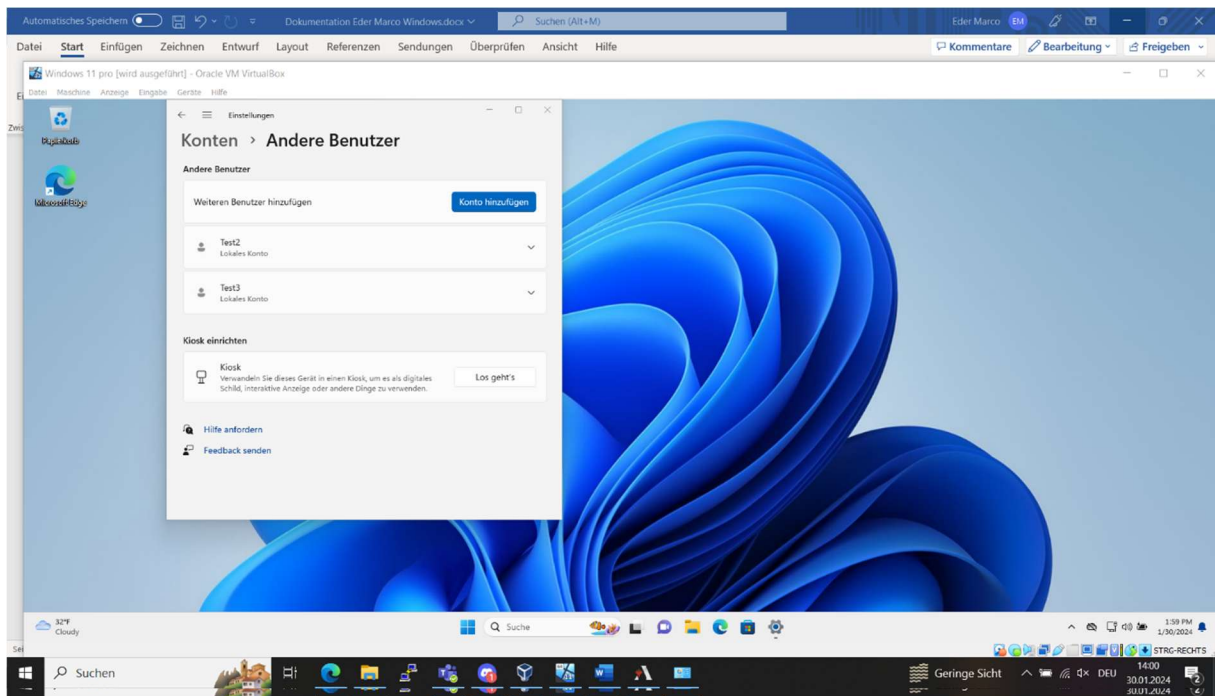 Automatisches Speichern
Dokumentation Eder Marco Windows.docx
Suchen (Alt+M)
Eder Marco
EM
Datei Start Einfügen Zeichnen Entwurf Layout Referenzen Sendungen Überprüfen Ansicht Hilfe
Kommentare
Bearbeitung
Freigeben
Windows 11 pro [wird ausgeführt] - Oracle VM VirtualBox
Datei Maschine Anzeige Eingabe Geräte Hilfe
Papierkorb
Microsoft Edge
Einstellungen
Konten > Andere Benutzer
Andere Benutzer
Weiteren Benutzer hinzufügen
Konto hinzufügen
Test2
Lokales Konto
Test3
Lokales Konto
Kiosk einrichten
Kiosk
Verwandeln Sie dieses Gerät in einen Kiosk, um es als digitales
Schild, interaktive Anzeige oder andere Dinge zu verwenden.
Los geht's
Hilfe anfordern
Feedback senden
32°F
Cloudy
Suche
1:59 PM
1/30/2024
STRG-RECHTS
Suchen
Geringe Sicht
DEU
14:00
30.01.2024
2